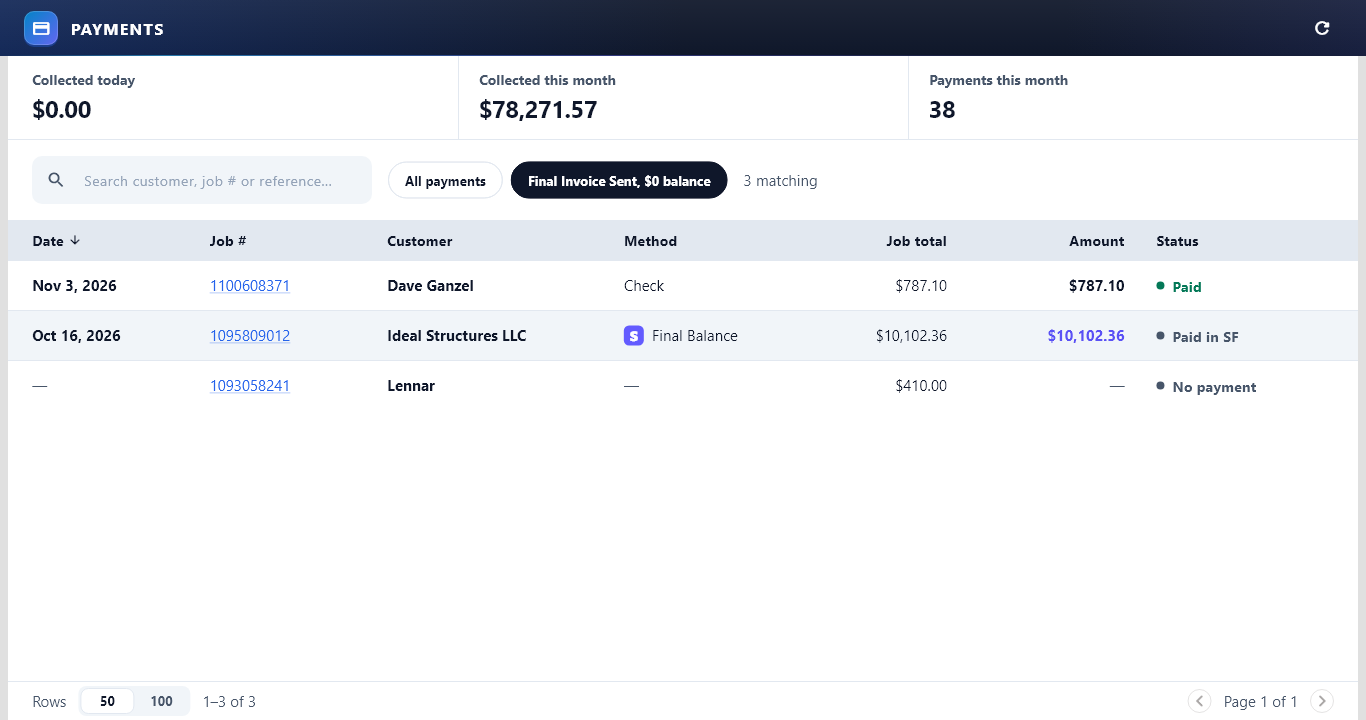 PAYMENTS
Collected today
$0.00
Collected this month
$78,271.57
Payments this month
38
Search customer, job # or reference...
All payments
Final Invoice Sent, $0 balance
3 matching
Date ↓ Job # Customer Method Job total Amount Status
Nov 3, 2026 1100608371 Dave Ganzel Check $787.10 $787.10 Paid
Oct 16, 2026 1095809012 Ideal Structures LLC S Final Balance $10,102.36 $10,102.36 Paid in SF
— 1093058241 Lennar — $410.00 — No payment
Rows 50 100 1–3 of 3 Page 1 of 1